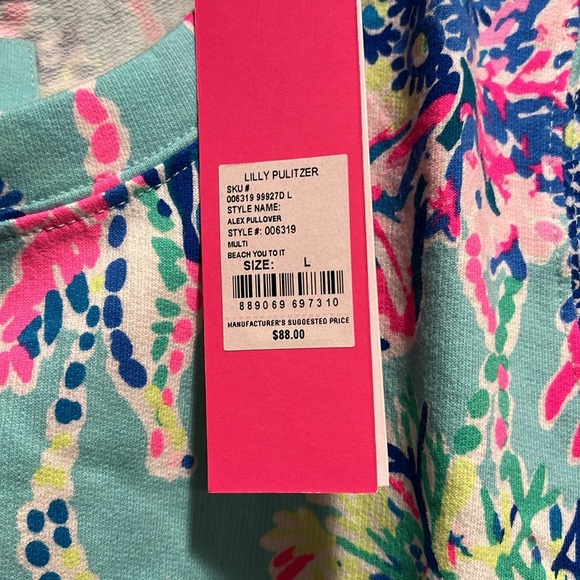 LILLY PULITZER
SKU #
006319 99927D L
STYLE NAME:
ALEX PULLOVER
STYLE #: 006319
MULTI
BEACH YOU TO IT
SIZE: L
889069 697310
MANUFACTURER'S SUGGESTED PRICE
$88.00